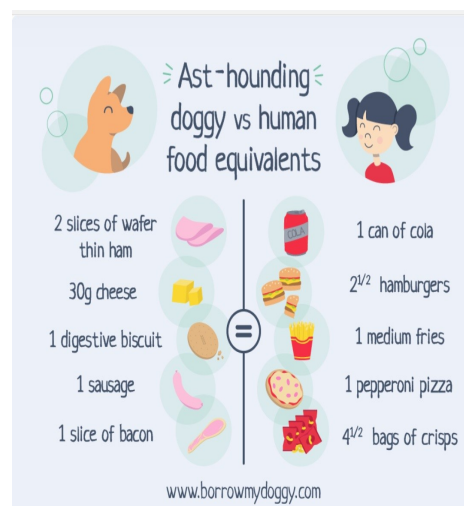 Ast-hounding
doggy vs human
food equivalents
2 slices of wafer
thin ham
COLA
1 can of cola
30g cheese
2 1/2 hamburgers
1 digestive biscuit
=
1 medium fries
1 sausage
1 pepperoni pizza
1 slice of bacon
4 1/2 bags of crisps
www.borrowmydoggy.com